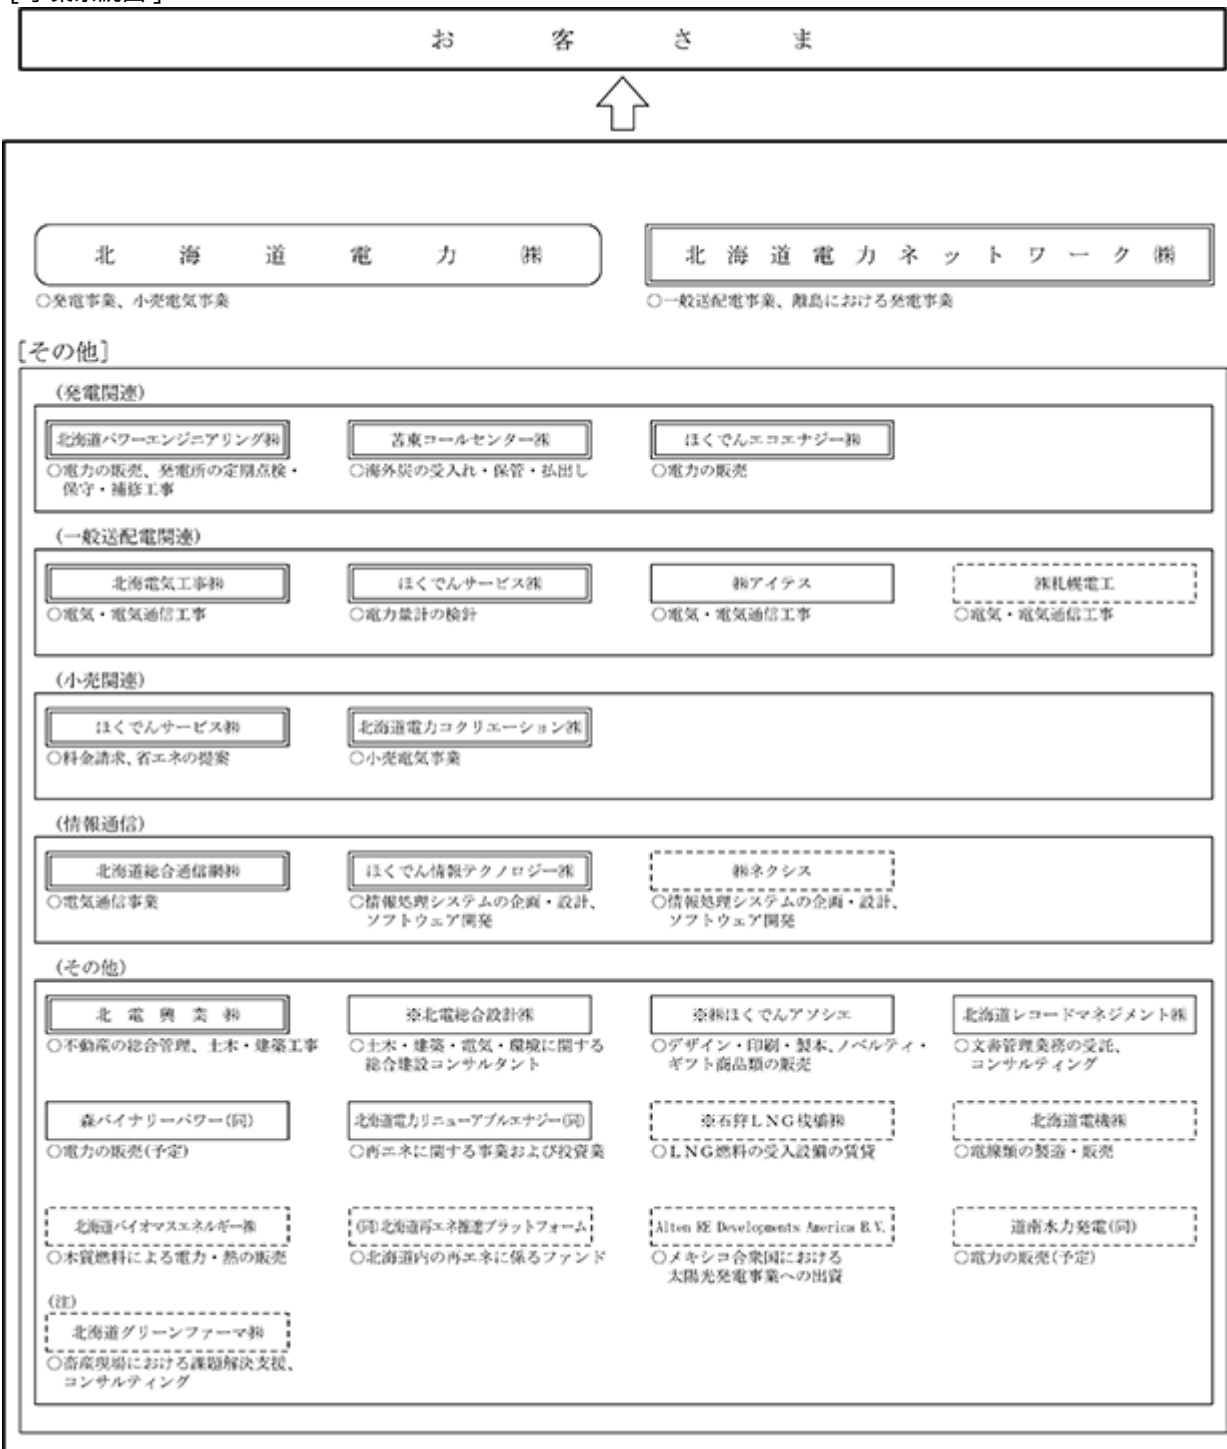 [事業系統図]
お客さま
北海道電力㈱
北海道電力ネットワーク㈱
○発電事業、小売電気事業
○一般送配電事業、離島における発電事業
[その他]
(発電関連)
北海道パワーエンジニアリング㈱
苫東コールセンター㈱
ほくでんエコエナジー㈱
○電力の販売、発電所の定期点検・
保守・補修工事
○海外炭の受入れ・保管・払出し
○電力の販売
(一般送配電関連)
北海電気工事㈱
ほくでんサービス㈱
㈱アイテス
㈱札幌電工
○電気・電気通信工事
○電力量計の検針
○電気・電気通信工事
○電気・電気通信工事
(小売関連)
ほくでんサービス㈱
北海道電力コクリエーション㈱
○料金請求、省エネの提案
○小売電気事業
(情報通信)
北海道総合通信網㈱
ほくでん情報テクノロジー㈱
㈱ネクシス
○電気通信事業
○情報処理システムの企画・設計、
ソフトウェア開発
○情報処理システムの企画・設計、
ソフトウェア開発
(その他)
北電興業㈱
※北電総合設計㈱
※㈱ほくでんアソシエ
北海道レコードマネジメント㈱
○不動産の総合管理、土木・建築工事
○土木・建築・電気・環境に関する
総合建設コンサルタント
○デザイン・印刷・製本、ノベルティ・
ギフト商品類の販売
○文書管理業務の受託、
コンサルティング
森バイナリーパワー(同)
北海道電力リニューアブルエナジー(同)
※石狩LNG桟橋㈱
北海道電機㈱
○電力の販売(予定)
○再エネに関する事業および投資業
○LNG燃料の受入設備の賃貸
○電線類の製造・販売
北海道バイオマスエネルギー㈱
(同)北海道再エネ推進プラットフォーム
Alten RE Developments America B.V.
道南水力発電(同)
○木質燃料による電力・熱の販売
○北海道内の再エネに係るファンド
○メキシコ合衆国における
太陽光発電事業への出資
○電力の販売(予定)
(注)
北海道グリーンファーマ㈱
○畜産現場における課題解決支援、
コンサルティング